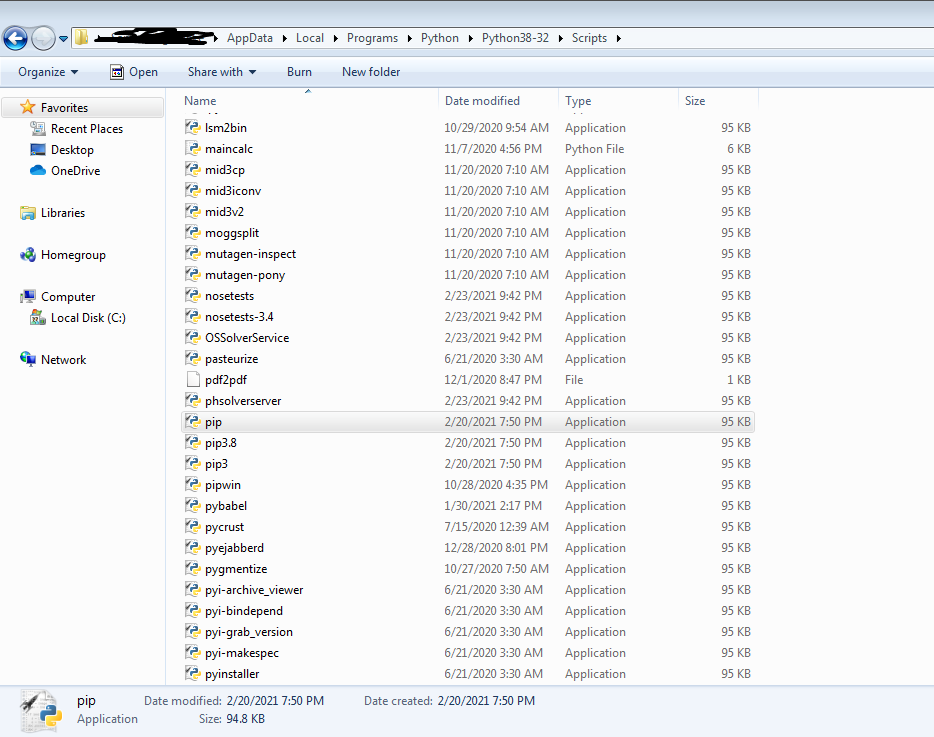 AppData Local Programs Python Python38-32 Scripts
Organize Open Share with Burn New folder
Name Date modified Type Size
Favorites
Recent Places
Desktop
OneDrive
Libraries
Homegroup
Computer
Local Disk (C:)
Network
lsm2bin 10/29/2020 9:54 AM Application 95 KB
maincalc 11/7/2020 4:56 PM Python File 6 KB
mid3cp 11/20/2020 7:10 AM Application 95 KB
mid3iconv 11/20/2020 7:10 AM Application 95 KB
mid3v2 11/20/2020 7:10 AM Application 95 KB
moggsplit 11/20/2020 7:10 AM Application 95 KB
mutagen-inspect 11/20/2020 7:10 AM Application 95 KB
mutagen-pony 11/20/2020 7:10 AM Application 95 KB
nosetests 2/23/2021 9:42 PM Application 95 KB
nosetests-3.4 2/23/2021 9:42 PM Application 95 KB
OSSolverService 2/23/2021 9:42 PM Application 95 KB
pasteurize 6/21/2020 3:30 AM Application 95 KB
pdf2pdf 12/1/2020 8:47 PM File 1 KB
phsolverserver 2/23/2021 9:42 PM Application 95 KB
pip 2/20/2021 7:50 PM Application 95 KB
pip3.8 2/20/2021 7:50 PM Application 95 KB
pip3 2/20/2021 7:50 PM Application 95 KB
pipwin 10/28/2020 4:35 PM Application 95 KB
pybabel 1/30/2021 2:17 PM Application 95 KB
pycrust 7/15/2020 12:39 AM Application 95 KB
pyejabberd 12/28/2020 8:01 PM Application 95 KB
pygmentize 10/27/2020 7:50 AM Application 95 KB
pyi-archive_viewer 6/21/2020 3:30 AM Application 95 KB
pyi-bindepend 6/21/2020 3:30 AM Application 95 KB
pyi-grab_version 6/21/2020 3:30 AM Application 95 KB
pyi-makespec 6/21/2020 3:30 AM Application 95 KB
pyinstaller 6/21/2020 3:30 AM Application 95 KB
pip Date modified: 2/20/2021 7:50 PM Date created: 2/20/2021 7:50 PM
Application Size: 94.8 KB